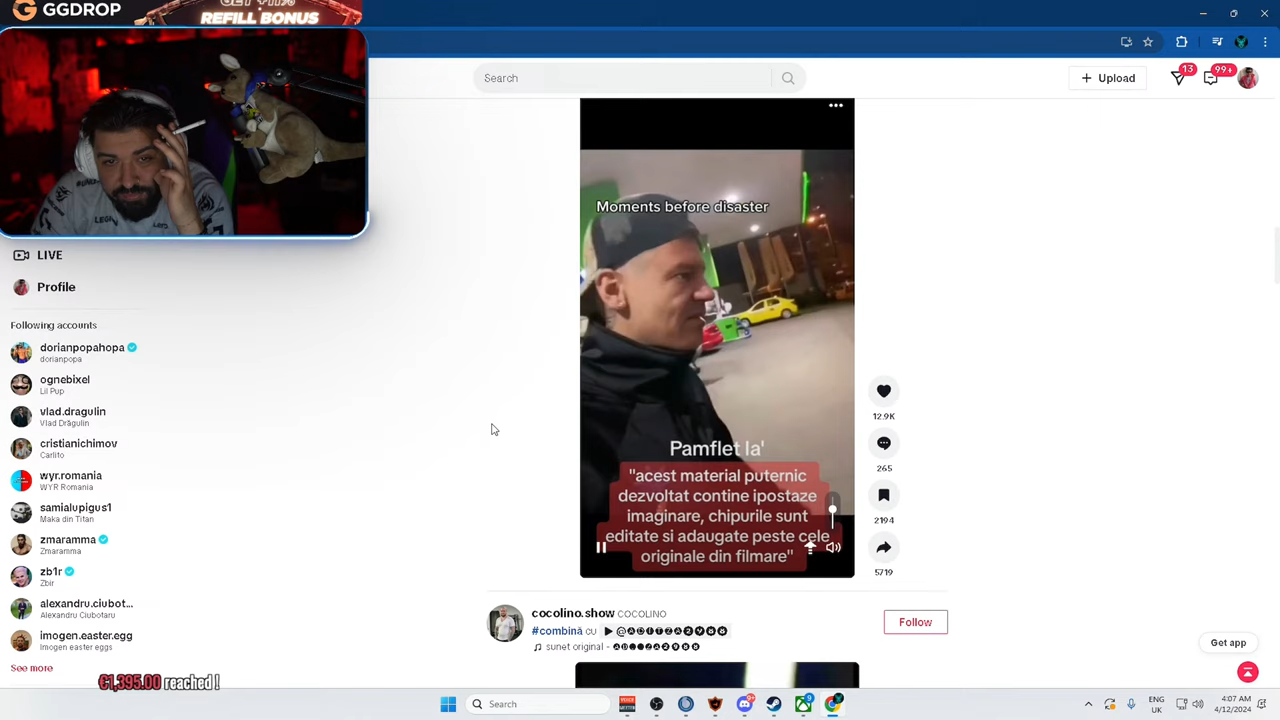 GGDROP
REFILL BONUS
Search
Upload
13
99+
LIVE
Profile
Following accounts
dorianpopahopa
dorianpopa
ognebixel
Lil Pup
vlad.dragulin
Vlad Drăgulin
cristianichimov
Carlito
wyr.romania
WYR Romania
samialupigus1
Maka din Titan
zmaramma
Zmaramma
zb1r
Zbir
alexandru.ciubot...
Alexandru Ciubotaru
imogen.easter.egg
Imogen easter eggs
See more
€1,395.00 reached !
Moments before disaster
Pamflet la'
"acest material puternic
dezvoltat contine ipostaze
imaginare, chipurile sunt
editate si adaugate peste cele
originale din filmare"
12.9K
265
2194
5719
cocolino.show COCOLINO
#combină cu
sunet original -
Follow
Get app
Search
ENG
UK
4:07 AM
4/12/2024